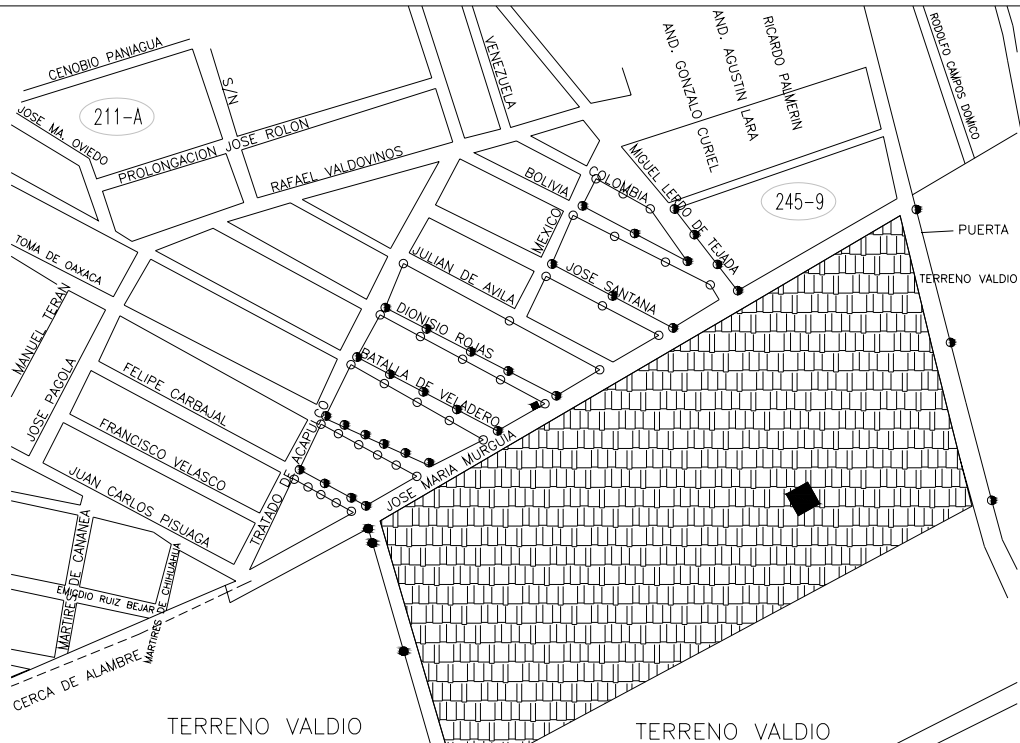 CENOBIO PANIAGUA
S/N
VENEZUELA
AND. GONZALO CURIEL
AND. AGUSTIN LARA
RICARDO PALMERIN
RODOLFO CAMPOS DOMICO
211-A
JOSE MA. OVIEDO
PROLONGACION JOSE ROLON
RAFAEL VALDOVINOS
BOLIVIA
COLOMBIA
MIGUEL LERDO DE TEJADA
245-9
MEXICO
PUERTA
TERRENO VALDIO
TOMA DE OAXACA
MANUEL TERAN
JULIAN DE AVILA
JOSE SANTANA
DIONISIO ROJAS
BATALLA DE VELADERO
JOSE PAGOLA
FELIPE CARBAJAL
FRANCISCO VELASCO
JUAN CARLOS PISUAGA
TRATADO DE ACAPULCO
JOSE MARIA MURGUIA
MARTIRES DE CANANEA
EMIGDIO RUIZ BEJAR
MARTIRES DE CHIHUAHUA
CERCA DE ALAMBRE
TERRENO VALDIO
TERRENO VALDIO